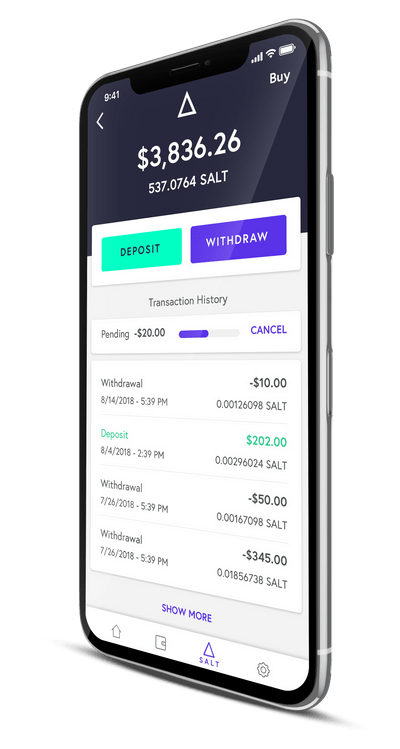 9:41
Buy
$3,836.26
537.0764 SALT
DEPOSIT
WITHDRAW
Transaction History
Pending -$20.00 CANCEL
Withdrawal -$10.00
8/14/2018 - 5:39 PM 0.00126098 SALT
Deposit $202.00
8/4/2018 - 2:39 PM 0.00296024 SALT
Withdrawal -$50.00
7/26/2018 - 5:39 PM 0.00167098 SALT
Withdrawal -$345.00
7/26/2018 - 5:39 PM 0.01856738 SALT
SHOW MORE
SALT